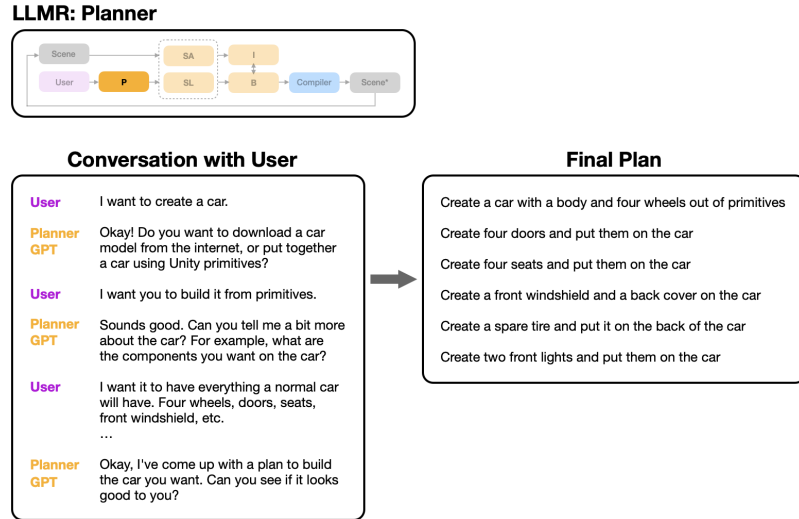 LLMR: Planner
Scene
SA
I
User
P
SL
B
Compiler
Scene*
Conversation with User
User
I want to create a car.
Planner
GPT
Okay! Do you want to download a car
model from the internet, or put together
a car using Unity primitives?
User
I want you to build it from primitives.
Planner
GPT
Sounds good. Can you tell me a bit more
about the car? For example, what are
the components you want on the car?
User
I want it to have everything a normal car
will have. Four wheels, doors, seats,
front windshield, etc.
...
Planner
GPT
Okay, I've come up with a plan to build
the car you want. Can you see if it looks
good to you?
Final Plan
Create a car with a body and four wheels out of primitives
Create four doors and put them on the car
Create four seats and put them on the car
Create a front windshield and a back cover on the car
Create a spare tire and put it on the back of the car
Create two front lights and put them on the car